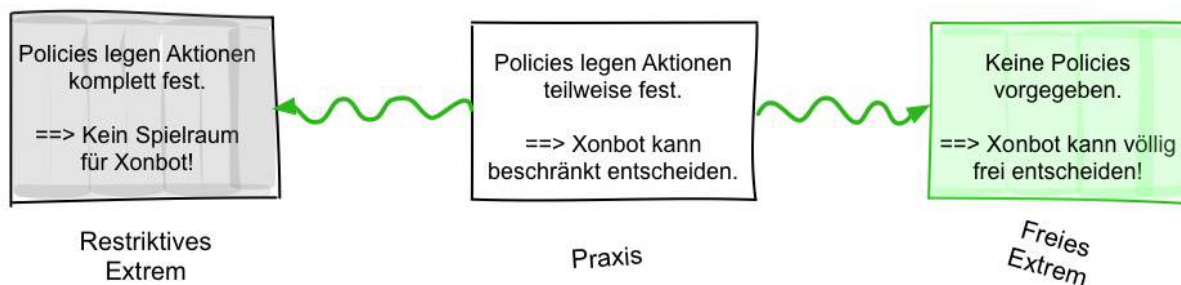 Policies legen Aktionen
komplett fest.
==> Kein Spielraum
für Xonbot!
Restriktives
Extrem
Policies legen Aktionen
teilweise fest.
==> Xonbot kann
beschränkt entscheiden.
Praxis
Keine Policies
vorgegeben.
==> Xonbot kann völlig
frei entscheiden!
Freies
Extrem